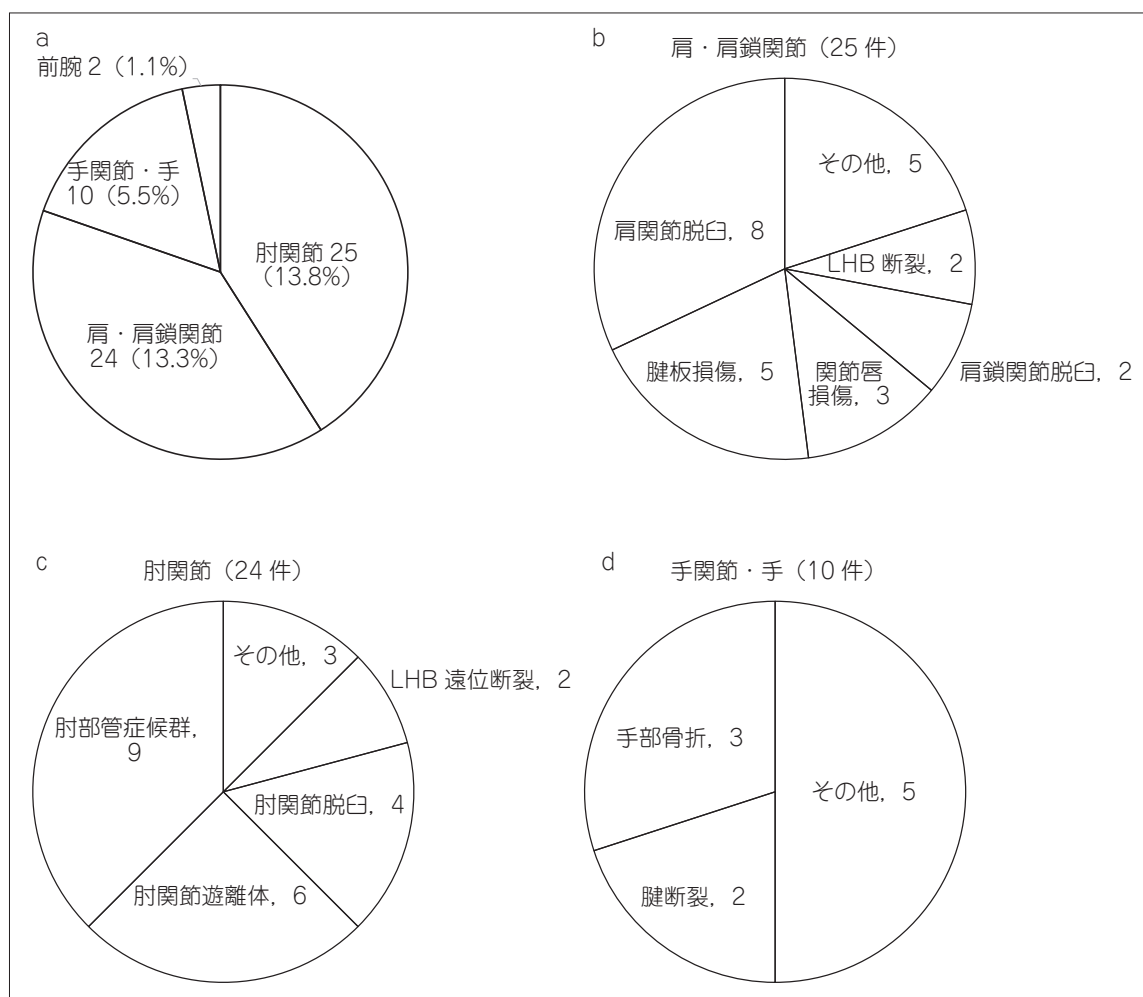 a
前腕 2（1.1%）
手関節・手
10（5.5%）
肘関節 25
（13.8%）
肩・肩鎖関節
24（13.3%）
b
肩・肩鎖関節（25 件）
その他，5
肩関節脱臼，8
LHB 断裂，2
腱板損傷，5
関節唇
損傷，3
肩鎖関節脱臼，2
c
肘関節（24 件）
その他，3
LHB 遠位断裂，2
肘部管症候群，
9
肘関節脱臼，4
肘関節遊離体，6
d
手関節・手（10 件）
手部骨折，3
その他，5
腱断裂，2